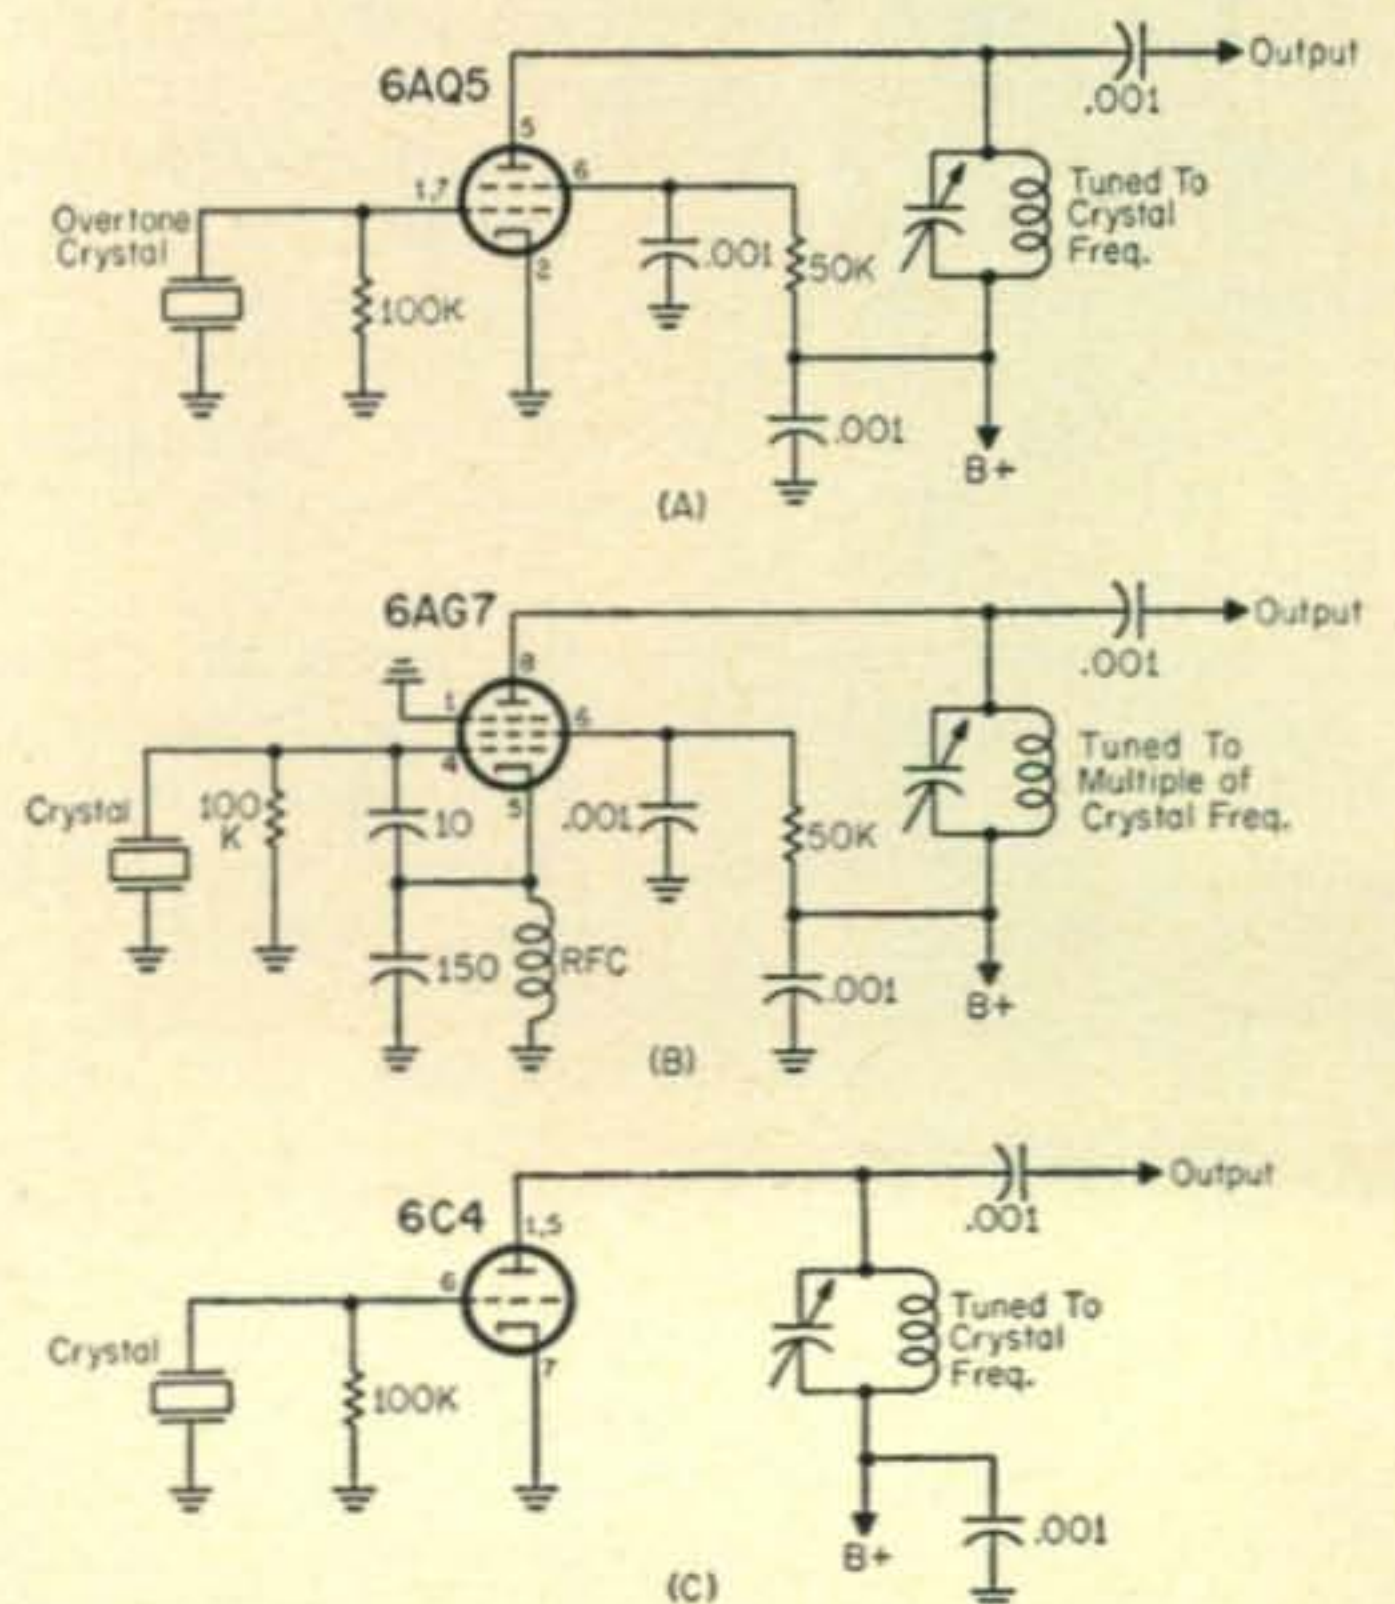 6AQ5
5
6
1,7
2
Overtone
Crystal
100K
.001
50K
.001
Output
.001
Tuned To
Crystal
Freq.
B+
(A)
6AG7
8
1
6
4
5
Crystal
100
K
10
150
RFC
.001
50K
.001
Output
.001
Tuned To
Multiple of
Crystal Freq.
B+
(B)
6C4
1,5
6
7
Crystal
100K
Output
.001
Tuned To
Crystal
Freq.
B+
.001
(C)